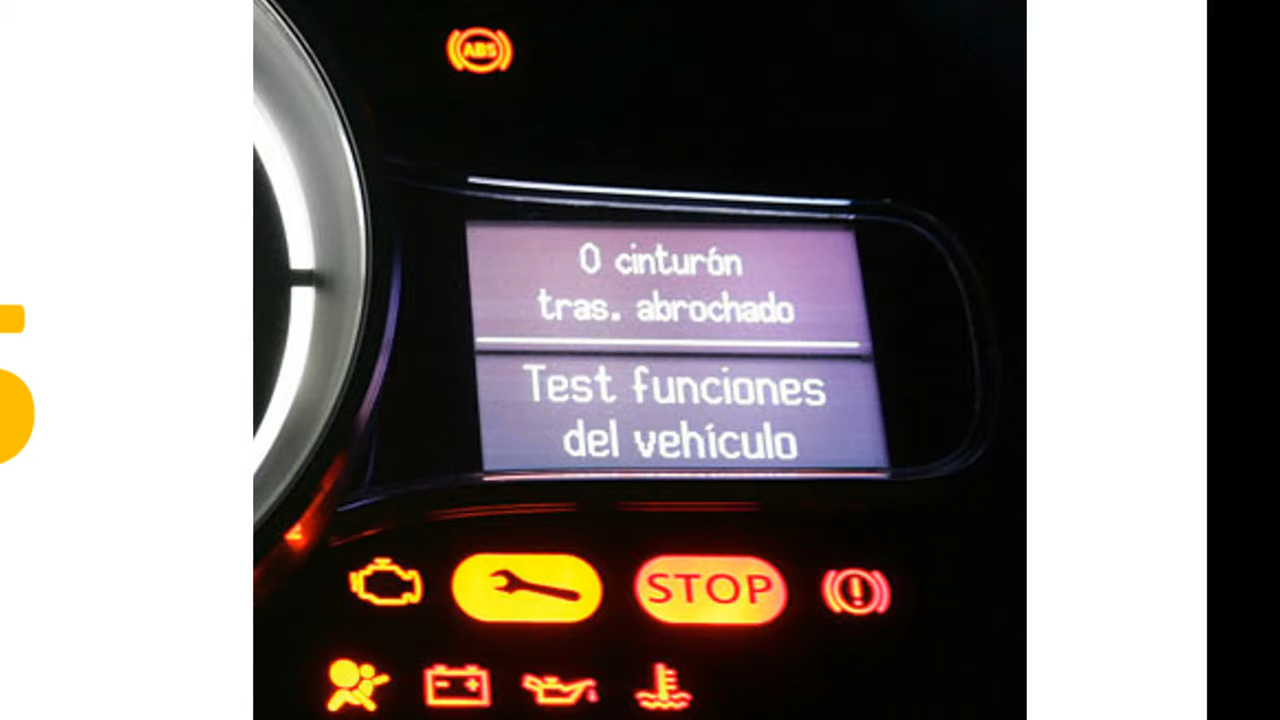 ABS
0 cinturón
tras. abrochado
Test funciones
del vehículo
STOP